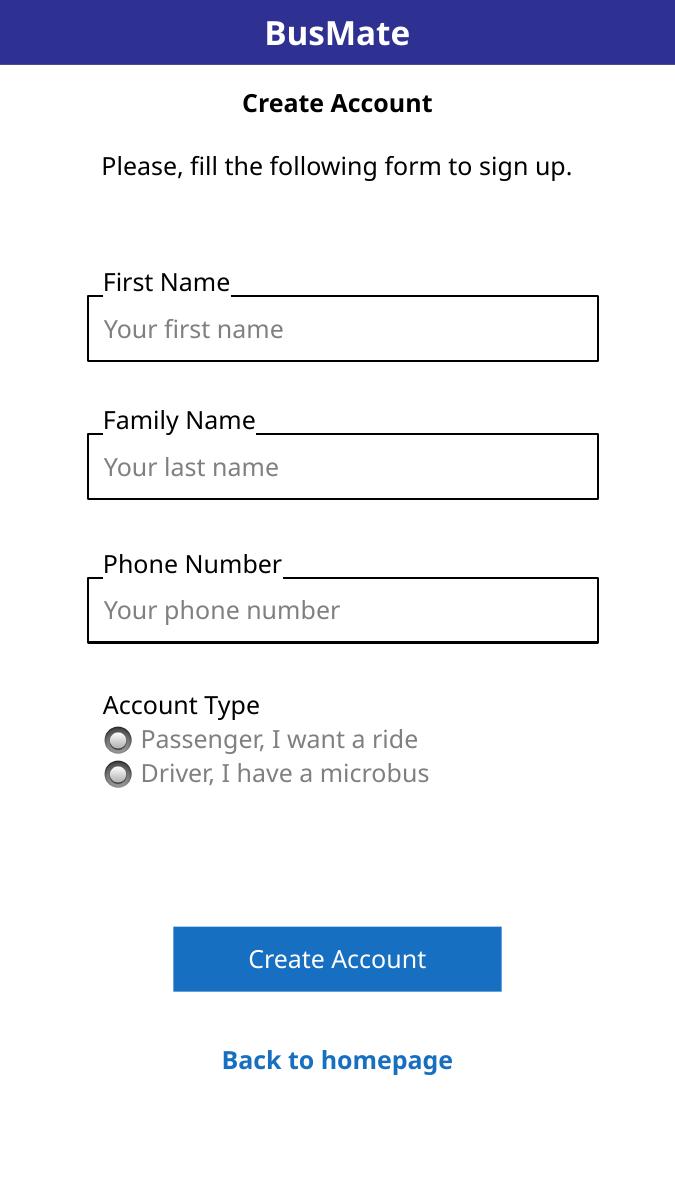 BusMate
Create Account
Please, fill the following form to sign up.
First Name
Your first name
Family Name
Your last name
Phone Number
Your phone number
Account Type
Passenger, I want a ride
Driver, I have a microbus
Create Account
Back to homepage